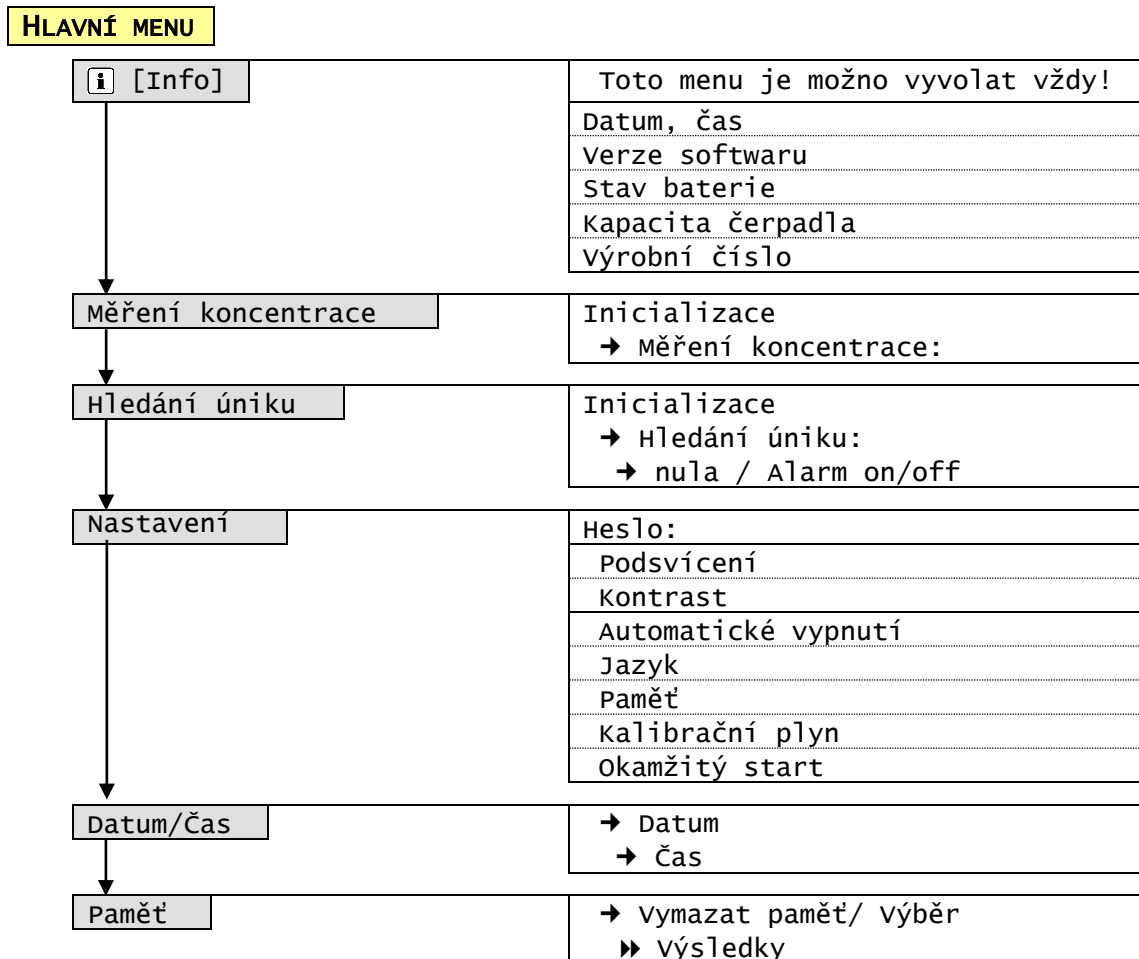 HLAVNÍ MENU
[Info] Toto menu je možno vyvolat vždy!
Datum, čas
Verze softwaru
Stav baterie
Kapacita čerpadla
Výrobní číslo
Měření koncentrace Inicializace
➔ Měření koncentrace:
Hledání úniku Inicializace
➔ Hledání úniku:
➔ nula / Alarm on/off
Nastavení Heslo:
Podsvícení
Kontrast
Automatické vypnutí
Jazyk
Paměť
Kalibrační plyn
Okamžitý start
Datum/Čas ➔ Datum
➔ Čas
Paměť ➔ Vymazat paměť/ Výběr
Výsledky